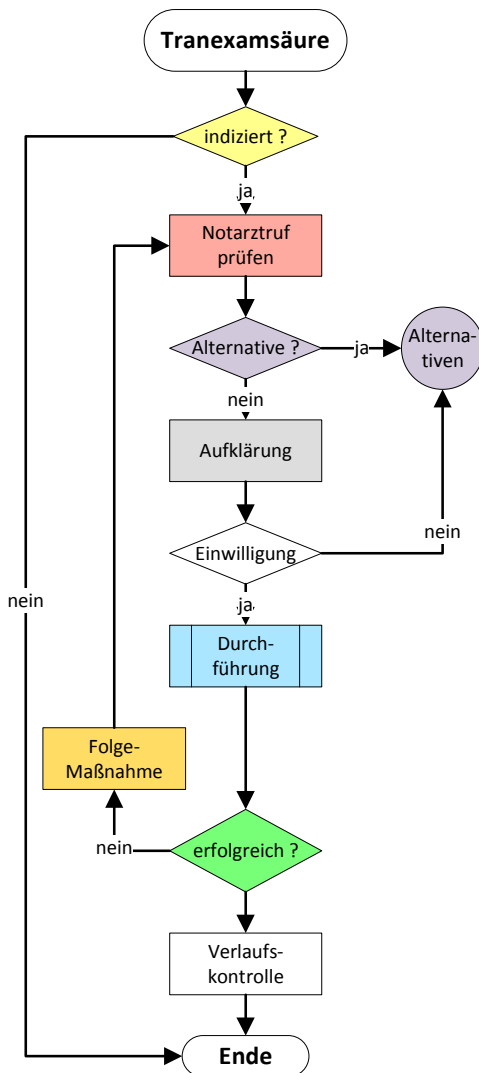 Tranexamsäure
indiziert ?
ja
Notarztruf
prüfen
Alternative ?
ja
Alterna-
tiven
nein
Aufklärung
nein
Einwilligung
ja
nein
Durch-
führung
Folge-
Maßnahme
nein
erfolgreich ?
Verlaufs-
kontrolle
Ende